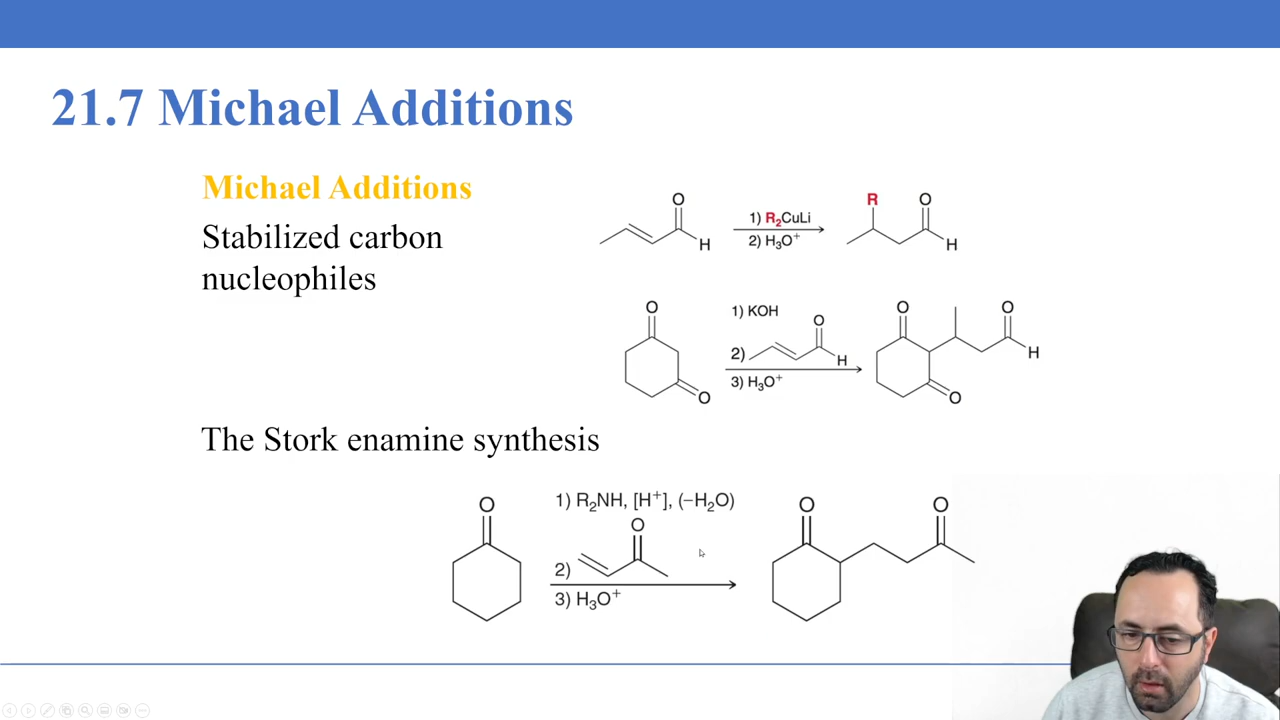 21.7 Michael Additions
Michael Additions
Stabilized carbon
nucleophiles
O
H
1) R₂CuLi
2) H₃O⁺
R
O
H
O
O
1) KOH
O
2)
H
3) H₃O⁺
O
O
O
H
The Stork enamine synthesis
O
1) R₂NH, [H⁺], (−H₂O)
O
2)
3) H₃O⁺
O
O